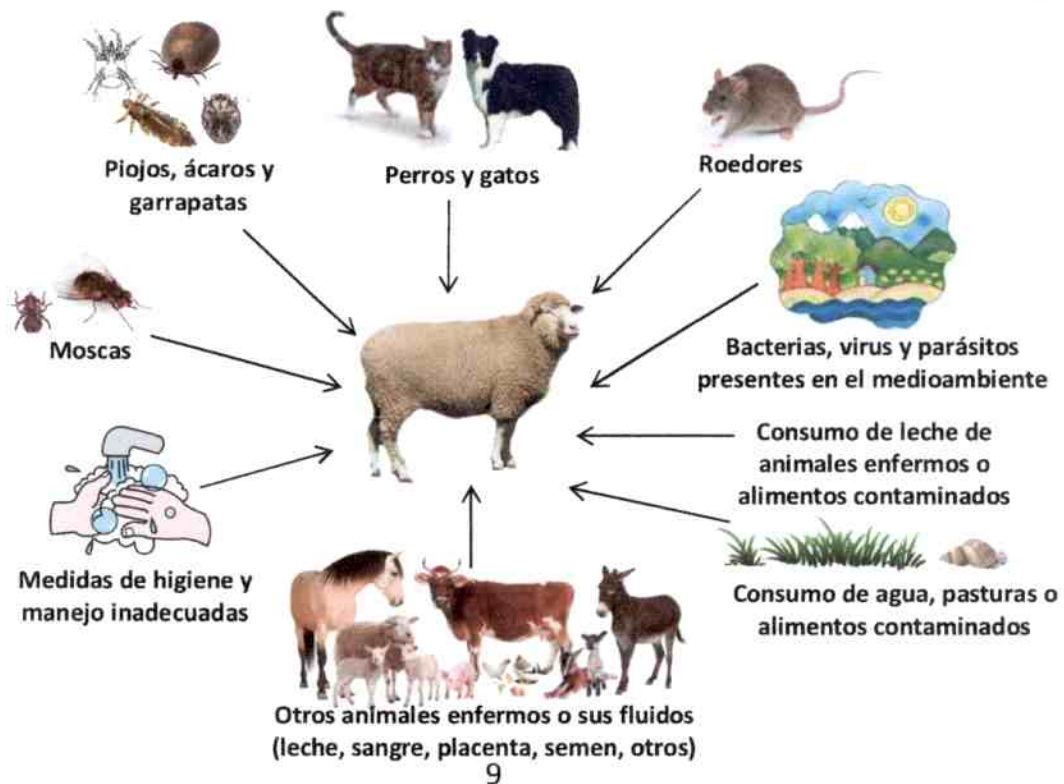 Piojos, ácaros y
garrapatas
Perros y gatos
Roedores
Moscas
Bacterias, virus y parásitos
presentes en el medioambiente
Consumo de leche de
animales enfermos o
alimentos contaminados
Medidas de higiene y
manejo inadecuadas
Consumo de agua, pasturas o
alimentos contaminados
Otros animales enfermos o sus fluidos
(leche, sangre, placenta, semen, otros)
9